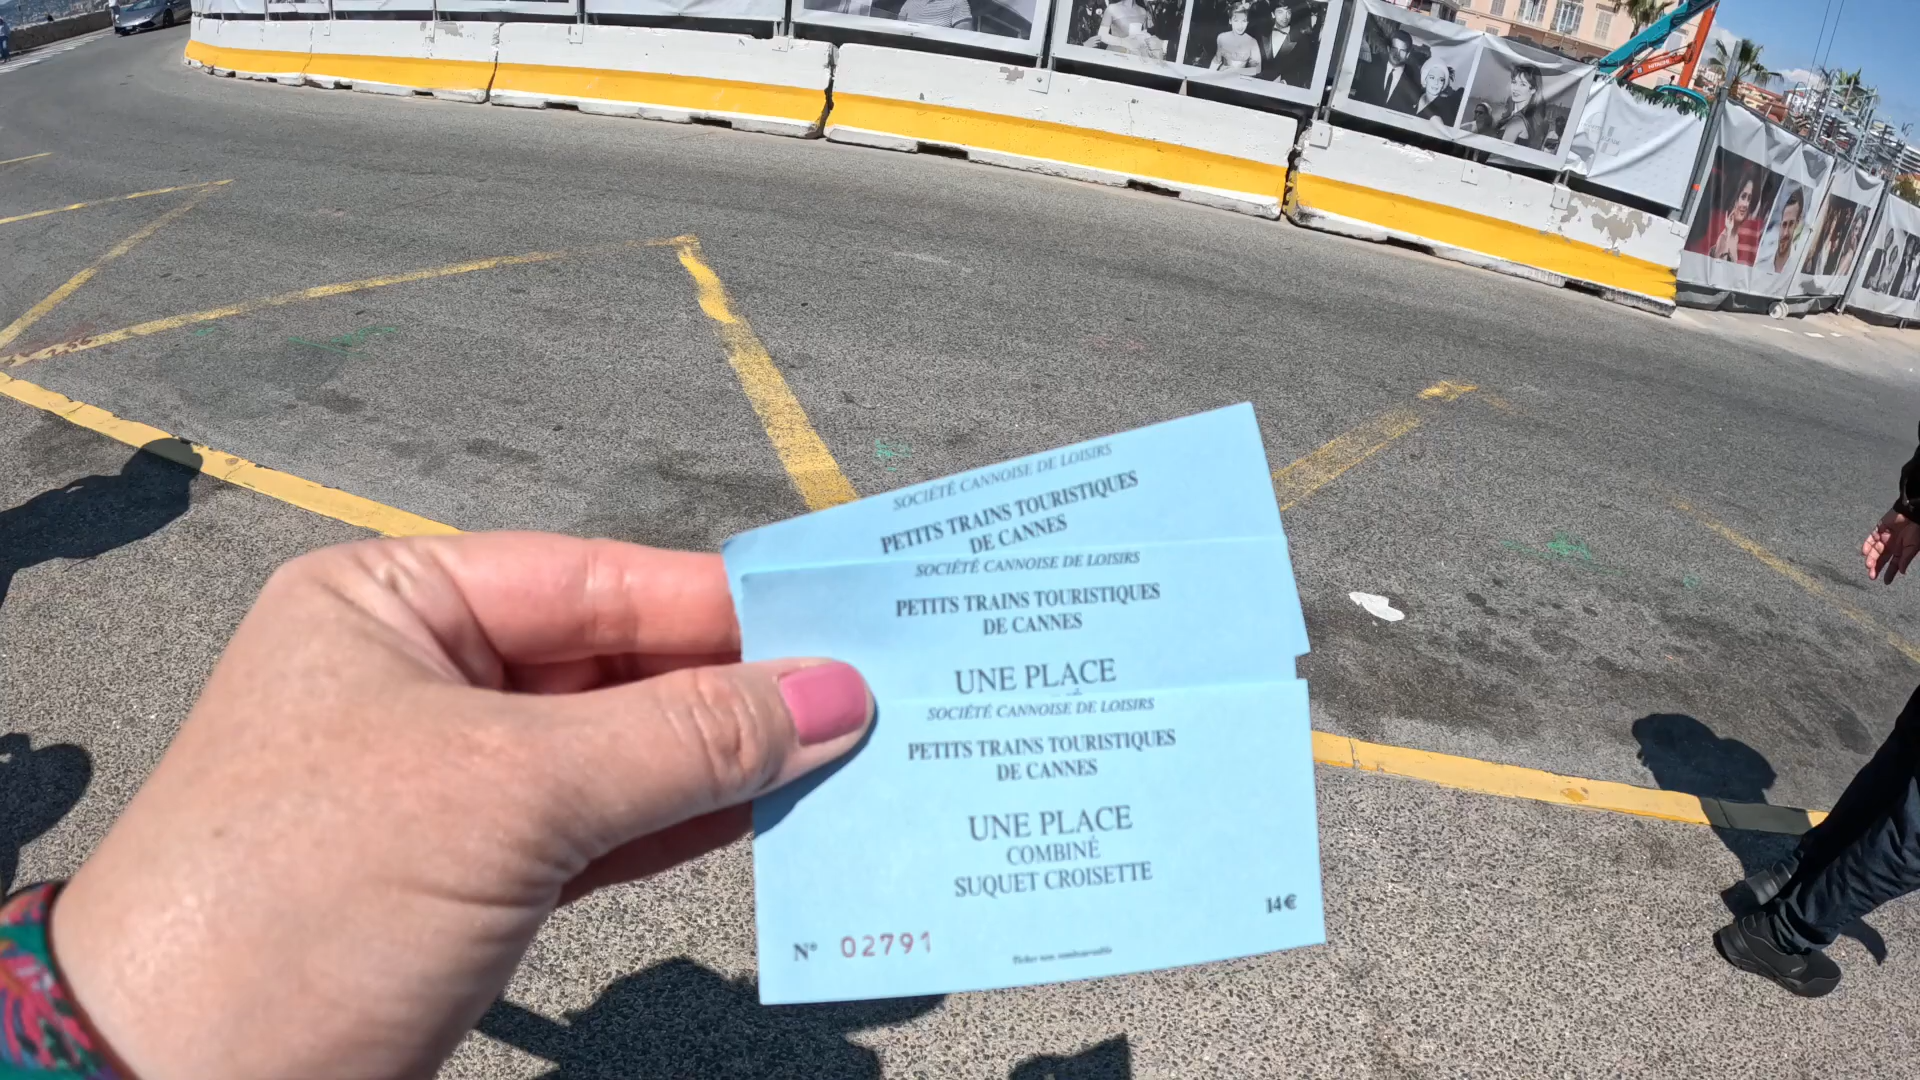 SOCIÉTÉ CANNOISE DE LOISIRS
PETITS TRAINS TOURISTIQUES
DE CANNES
SOCIÉTÉ CANNOISE DE LOISIRS
PETITS TRAINS TOURISTIQUES
DE CANNES
UNE PLACE
SOCIÉTÉ CANNOISE DE LOISIRS
PETITS TRAINS TOURISTIQUES
DE CANNES
UNE PLACE
COMBINÉ
SUQUET CROISETTE
14€
N° 02791